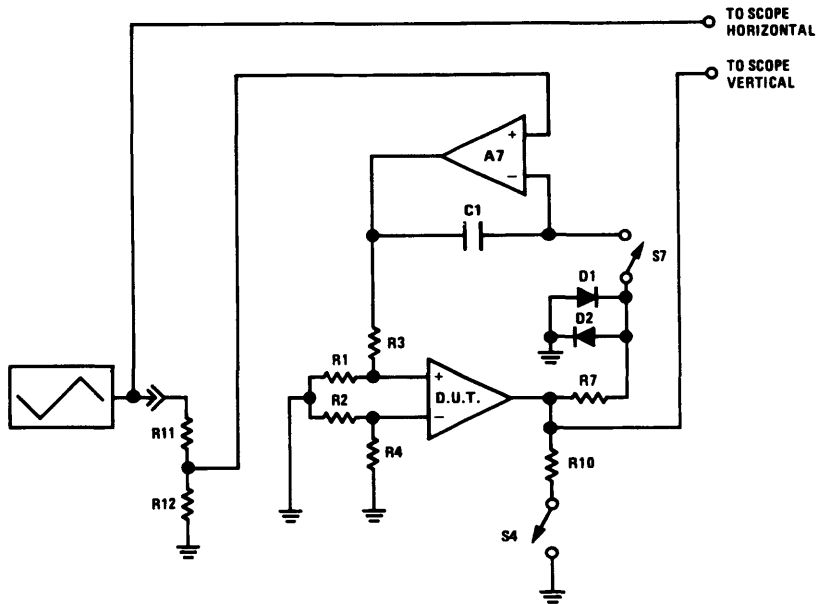 TO SCOPE
HORIZONTAL
TO SCOPE
VERTICAL
+
A7
−
C1
S7
D1
D2
R3
R1
+
D.U.T.
R7
R2
−
R11
R4
R10
R12
S4